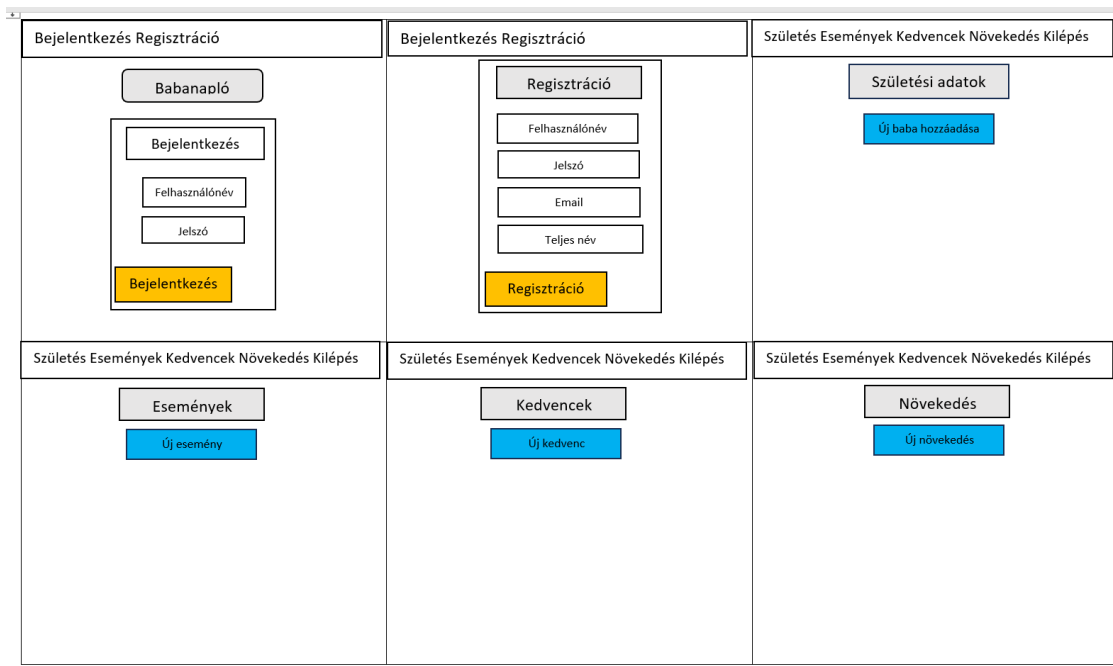 Bejelentkezés Regisztráció
Babanapló
Bejelentkezés
Felhasználónév
Jelszó
Bejelentkezés
Bejelentkezés Regisztráció
Regisztráció
Felhasználónév
Jelszó
Email
Teljes név
Regisztráció
Születés Események Kedvencek Növekedés Kilépés
Születési adatok
Új baba hozzáadása
Születés Események Kedvencek Növekedés Kilépés
Események
Új esemény
Születés Események Kedvencek Növekedés Kilépés
Kedvencek
Új kedvenc
Születés Események Kedvencek Növekedés Kilépés
Növekedés
Új növekedés